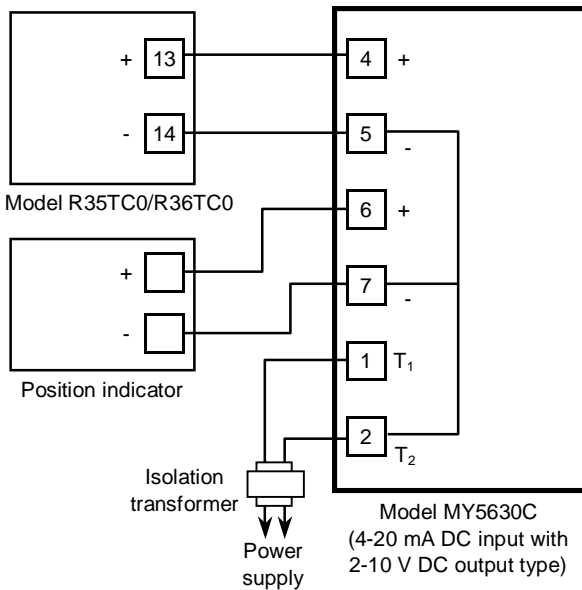 + 13 4 +
- 14 5 -
Model R35TC0/R36TC0
6 +
+
7 -
-
Position indicator
1 T₁
2 T₂
Isolation
transformer
Power
supply
Model MY5630C
(4-20 mA DC input with
2-10 V DC output type)